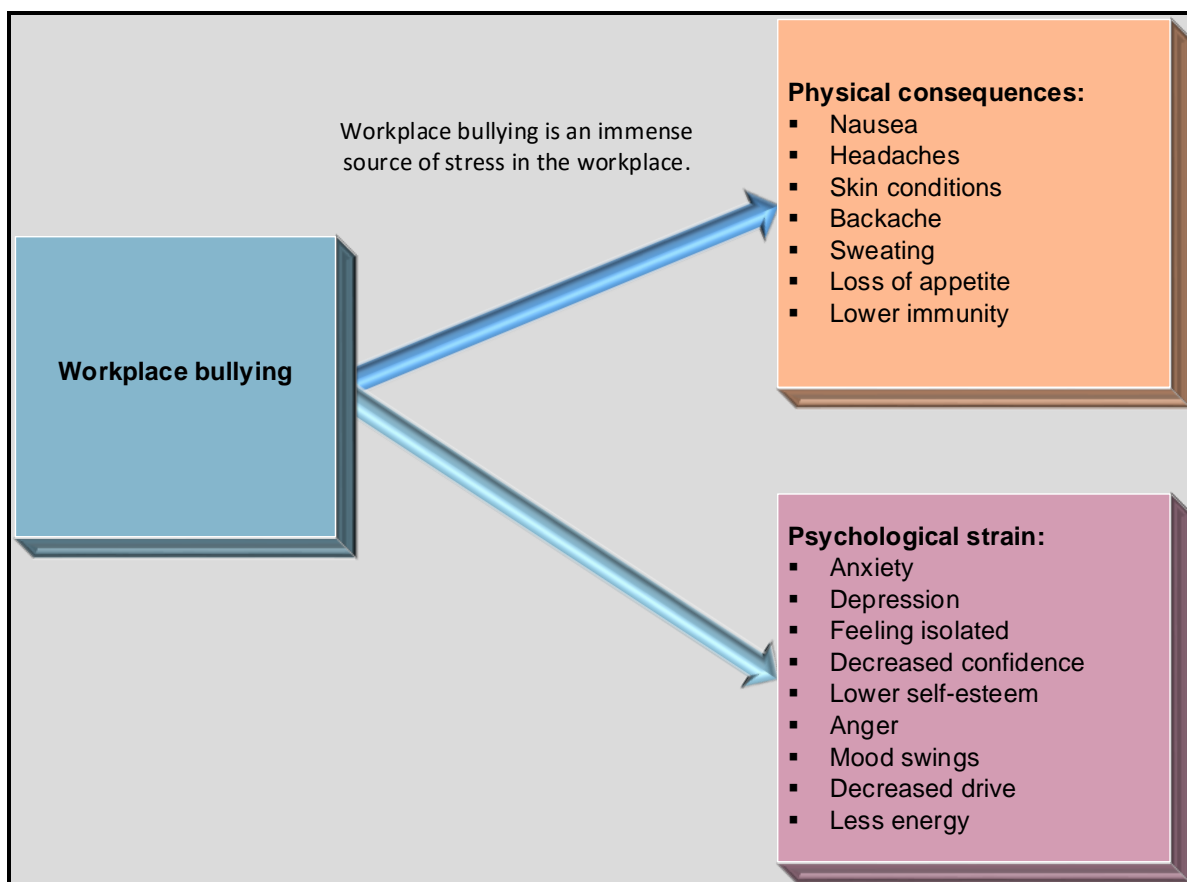 Workplace bullying is an immense
source of stress in the workplace.
Workplace bullying
Physical consequences:
▪ Nausea
▪ Headaches
▪ Skin conditions
▪ Backache
▪ Sweating
▪ Loss of appetite
▪ Lower immunity
Psychological strain:
▪ Anxiety
▪ Depression
▪ Feeling isolated
▪ Decreased confidence
▪ Lower self-esteem
▪ Anger
▪ Mood swings
▪ Decreased drive
▪ Less energy